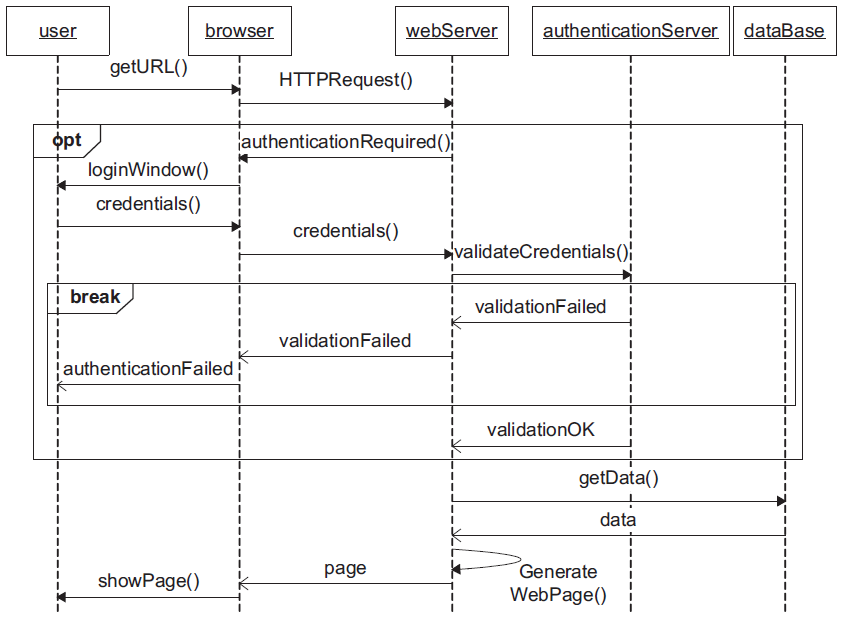 user
browser
webServer
authenticationServer
dataBase
getURL()
HTTPRequest()
opt
authenticationRequired()
loginWindow()
credentials()
credentials()
validateCredentials()
break
validationFailed
validationFailed
authenticationFailed
validationOK
getData()
data
Generate
WebPage()
page
showPage()